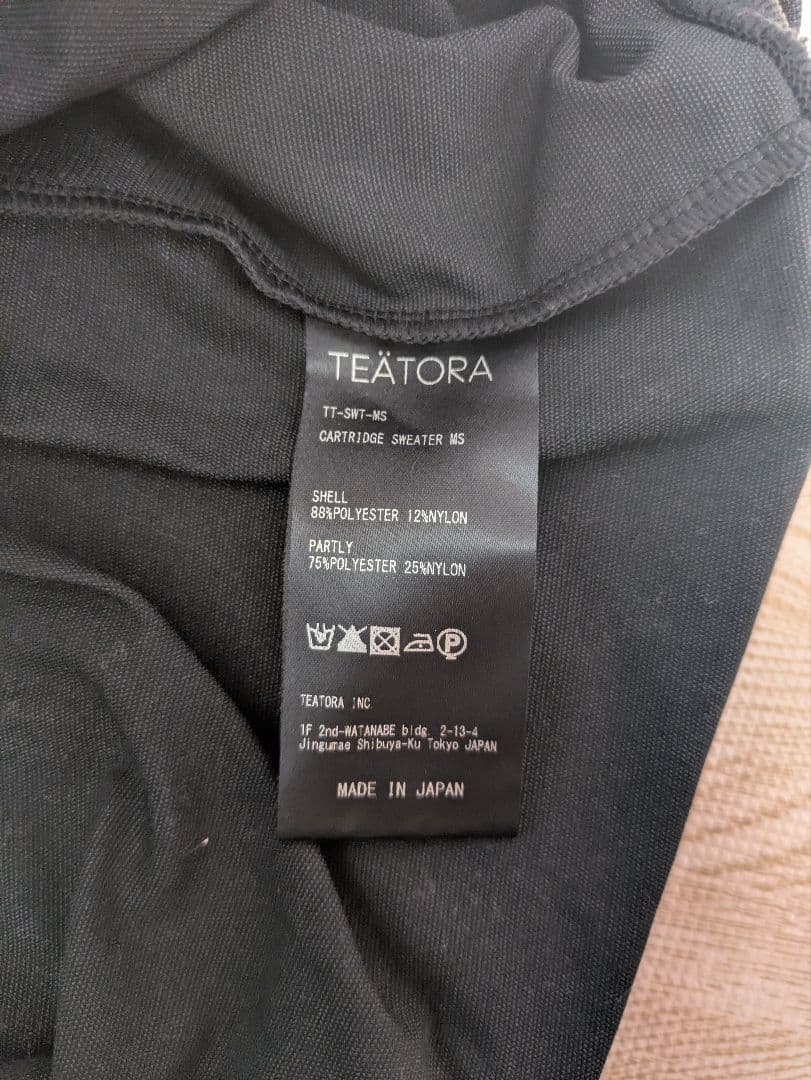 TEÄTORA
TT-SWT-MS
CARTRIDGE SWEATER MS
SHELL
88%POLYESTER 12%NYLON
PARTLY
75%POLYESTER 25%NYLON
P
TEATORA INC
1F 2nd-WATANABE bldg. 2-13-4
Jingumae Shibuya-Ku Tokyo JAPAN
MADE IN JAPAN